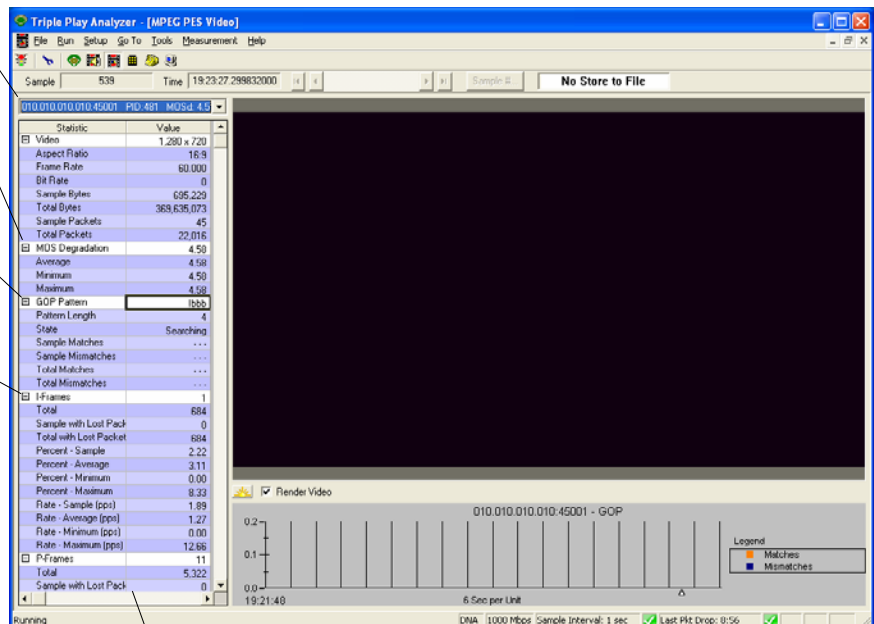 Triple Play Analyzer - [MPEG PES Video]
File Run Setup Go To Tools Measurement Help
Sample 539 Time 19:23:27.299832000 Sample #... No Store to File
010.010.010.010.45001 PID:481 MOSd: 4.5
Statistic Value
Video 1,280 x 720
Aspect Ratio 16:9
Frame Rate 60.000
Bit Rate 0
Sample Bytes 695,229
Total Bytes 369,635,073
Sample Packets 45
Total Packets 22,016
MOS Degradation 4.58
Average 4.58
Minimum 4.58
Maximum 4.58
GOP Pattern Ibbb
Pattern Length 4
State Searching
Sample Matches ...
Sample Mismatches ...
Total Matches ...
Total Mismatches ...
I-Frames 1
Total 684
Sample with Lost Pack 0
Total with Lost Packet 684
Percent - Sample 2.22
Percent - Average 3.11
Percent - Minimum 0.00
Percent - Maximum 8.33
Rate - Sample (pps) 1.89
Rate - Average (pps) 1.27
Rate - Minimum (pps) 0.00
Rate - Maximum (pps) 12.66
P-Frames 11
Total 5,322
Sample with Lost Pack 0
Render Video
010.010.010.010:45001 - GOP
0.2
0.1
0.0
19:21:48
6 Sec per Unit
Legend
Matches
Mismatches
Running DNA 1000 Mbps Sample Interval: 1 sec Last Pkt Drop: 8:56